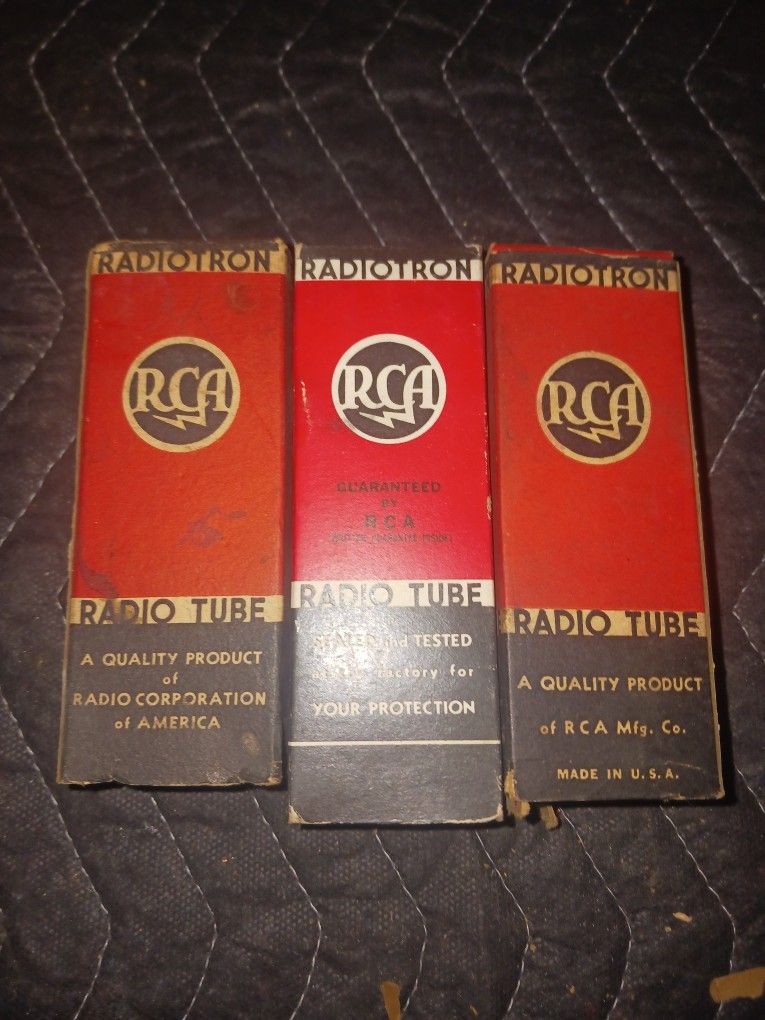 RADIOTRON
RCA
RADIO TUBE
A QUALITY PRODUCT
of
RADIO CORPORATION
of AMERICA
RADIOTRON
RCA
GUARANTEED
BY
RCA
RADIO TUBE
and TESTED
for
YOUR PROTECTION
RADIOTRON
RCA
RADIO TUBE
A QUALITY PRODUCT
of RCA Mfg. Co.
MADE IN U.S.A.